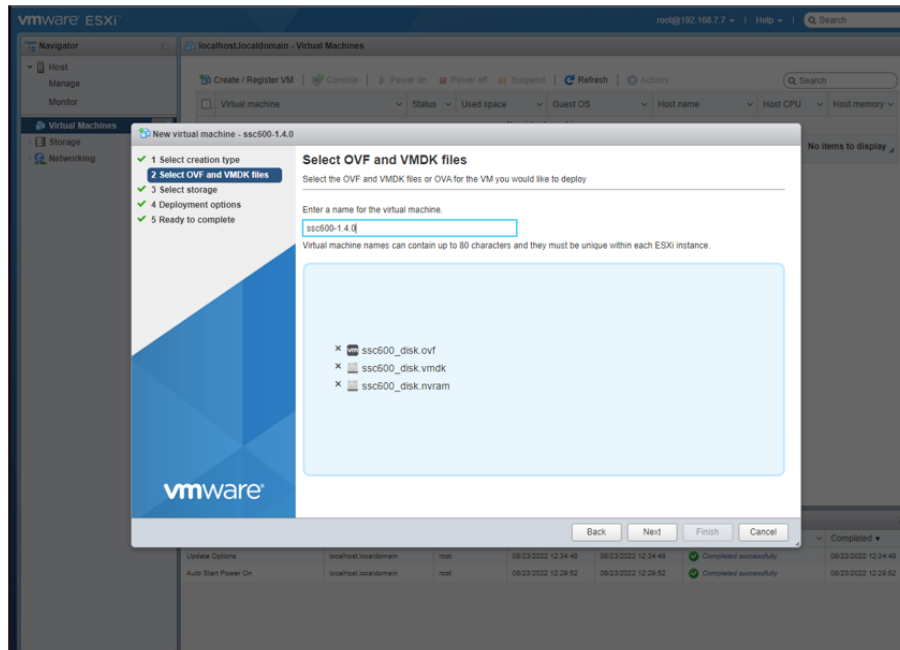 vmware ESXi™
root@192.168.7.7 | Help | Search
Navigator
localhost.localdomain - Virtual Machines
Host
Manage
Monitor
Virtual Machines
Storage
Networking
Create / Register VM | Console | Power on Power off Suspend | Refresh | Actions
Search
Virtual machine Status Used space Guest OS Host name Host CPU Host memory
No items to display
New virtual machine - ssc600-1.4.0
1 Select creation type
2 Select OVF and VMDK files
3 Select storage
4 Deployment options
5 Ready to complete
Select OVF and VMDK files
Select the OVF and VMDK files or OVA for the VM you would like to deploy
Enter a name for the virtual machine.
ssc600-1.4.0
Virtual machine names can contain up to 80 characters and they must be unique within each ESXi instance.
ssc600_disk.ovf
ssc600_disk.vmdk
ssc600_disk.nvram
vmware®
Back Next Finish Cancel
Completed
Update Options localhost.localdomain root 08/23/2022 12:34:48 08/23/2022 12:34:48 Completed successfully 08/23/2022 12:34:48
Auto Start Power On localhost.localdomain root 08/23/2022 12:29:52 08/23/2022 12:29:52 Completed successfully 08/23/2022 12:29:52